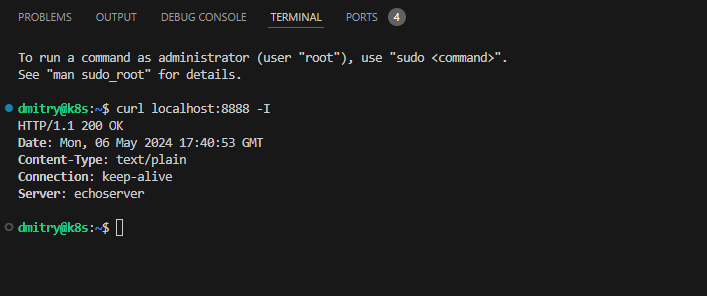 PROBLEMS OUTPUT DEBUG CONSOLE TERMINAL PORTS 4
To run a command as administrator (user "root"), use "sudo <command>".
See "man sudo_root" for details.
dmitry@k8s:~$ curl localhost:8888 -I
HTTP/1.1 200 OK
Date: Mon, 06 May 2024 17:40:53 GMT
Content-Type: text/plain
Connection: keep-alive
Server: echoserver
dmitry@k8s:~$